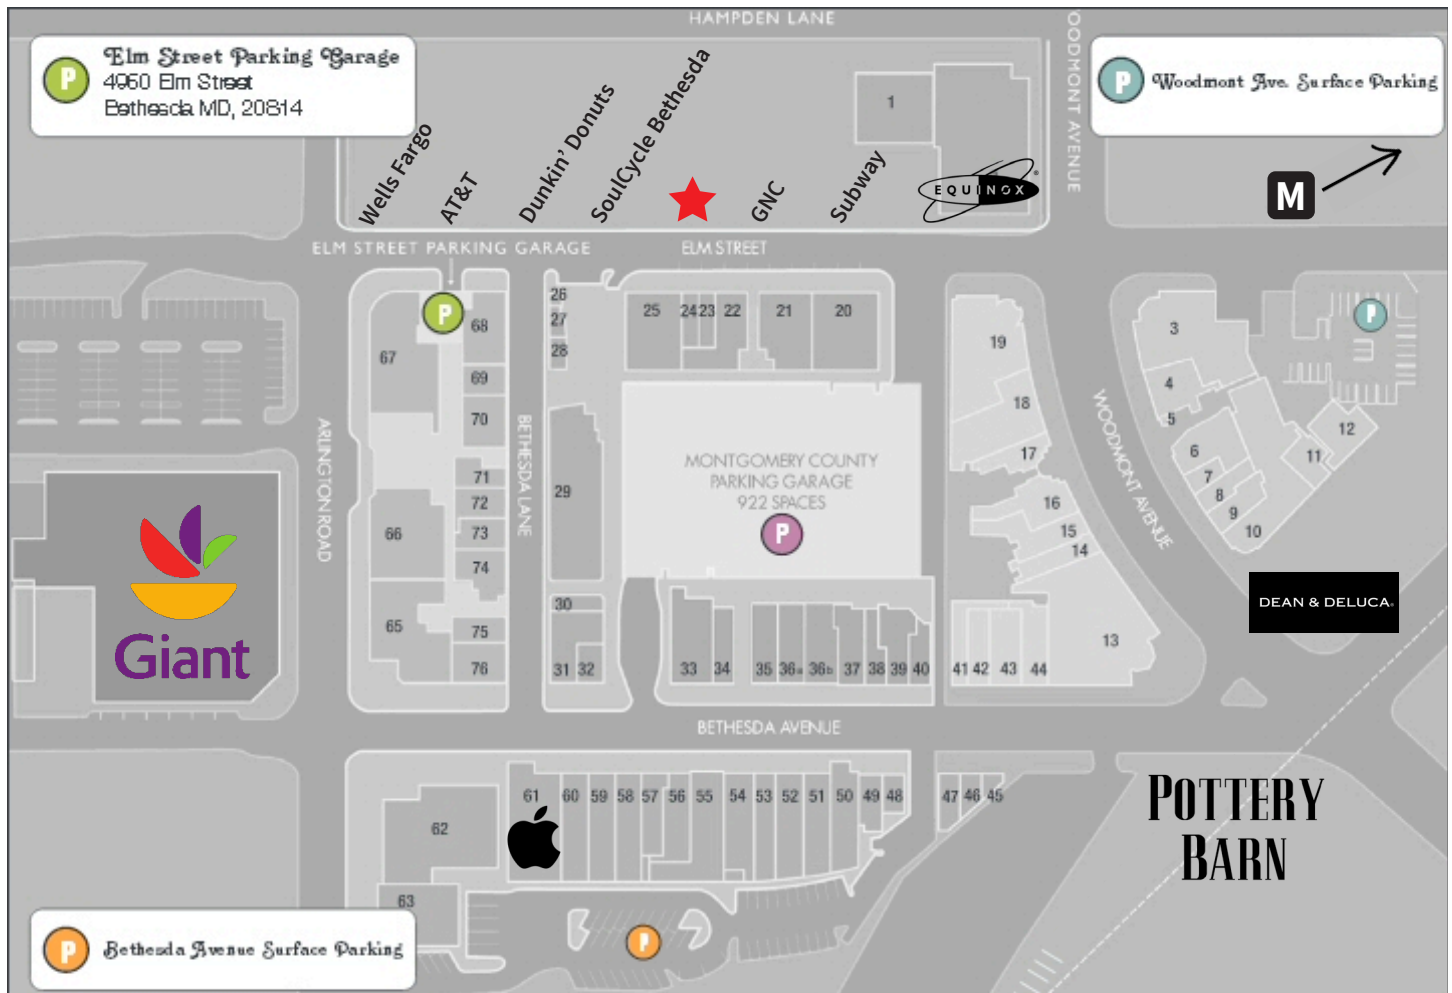 HAMPDEN LANE
Elm Street Parking Garage
4960 Elm Street
Bethesda MD, 20814
P
WOODMONT AVENUE
P
Woodmont Ave. Surface Parking
M
Wells Fargo
AT&T
Dunkin' Donuts
SoulCycle Bethesda
GNC
Subway
1
EQUINOX
ELM STREET PARKING GARAGE
ELM STREET
P
P
26
27
28
25
24
23
22
21
20
19
18
17
16
15
14
13
3
4
5
6
7
8
9
10
11
12
67
68
69
70
71
72
73
74
75
76
66
65
ARLINGTON ROAD
BETHESDA LANE
WOODMONT AVENUE
29
30
31
32
MONTGOMERY COUNTY
PARKING GARAGE
922 SPACES
P
33
34
35
36a
36b
37
38
39
40
41
42
43
44
Giant
DEAN & DELUCA
BETHESDA AVENUE
61
60
59
58
57
56
55
54
53
52
51
50
49
48
47
46
45
62
63
POTTERY
BARN
P
Bethesda Avenue Surface Parking
P